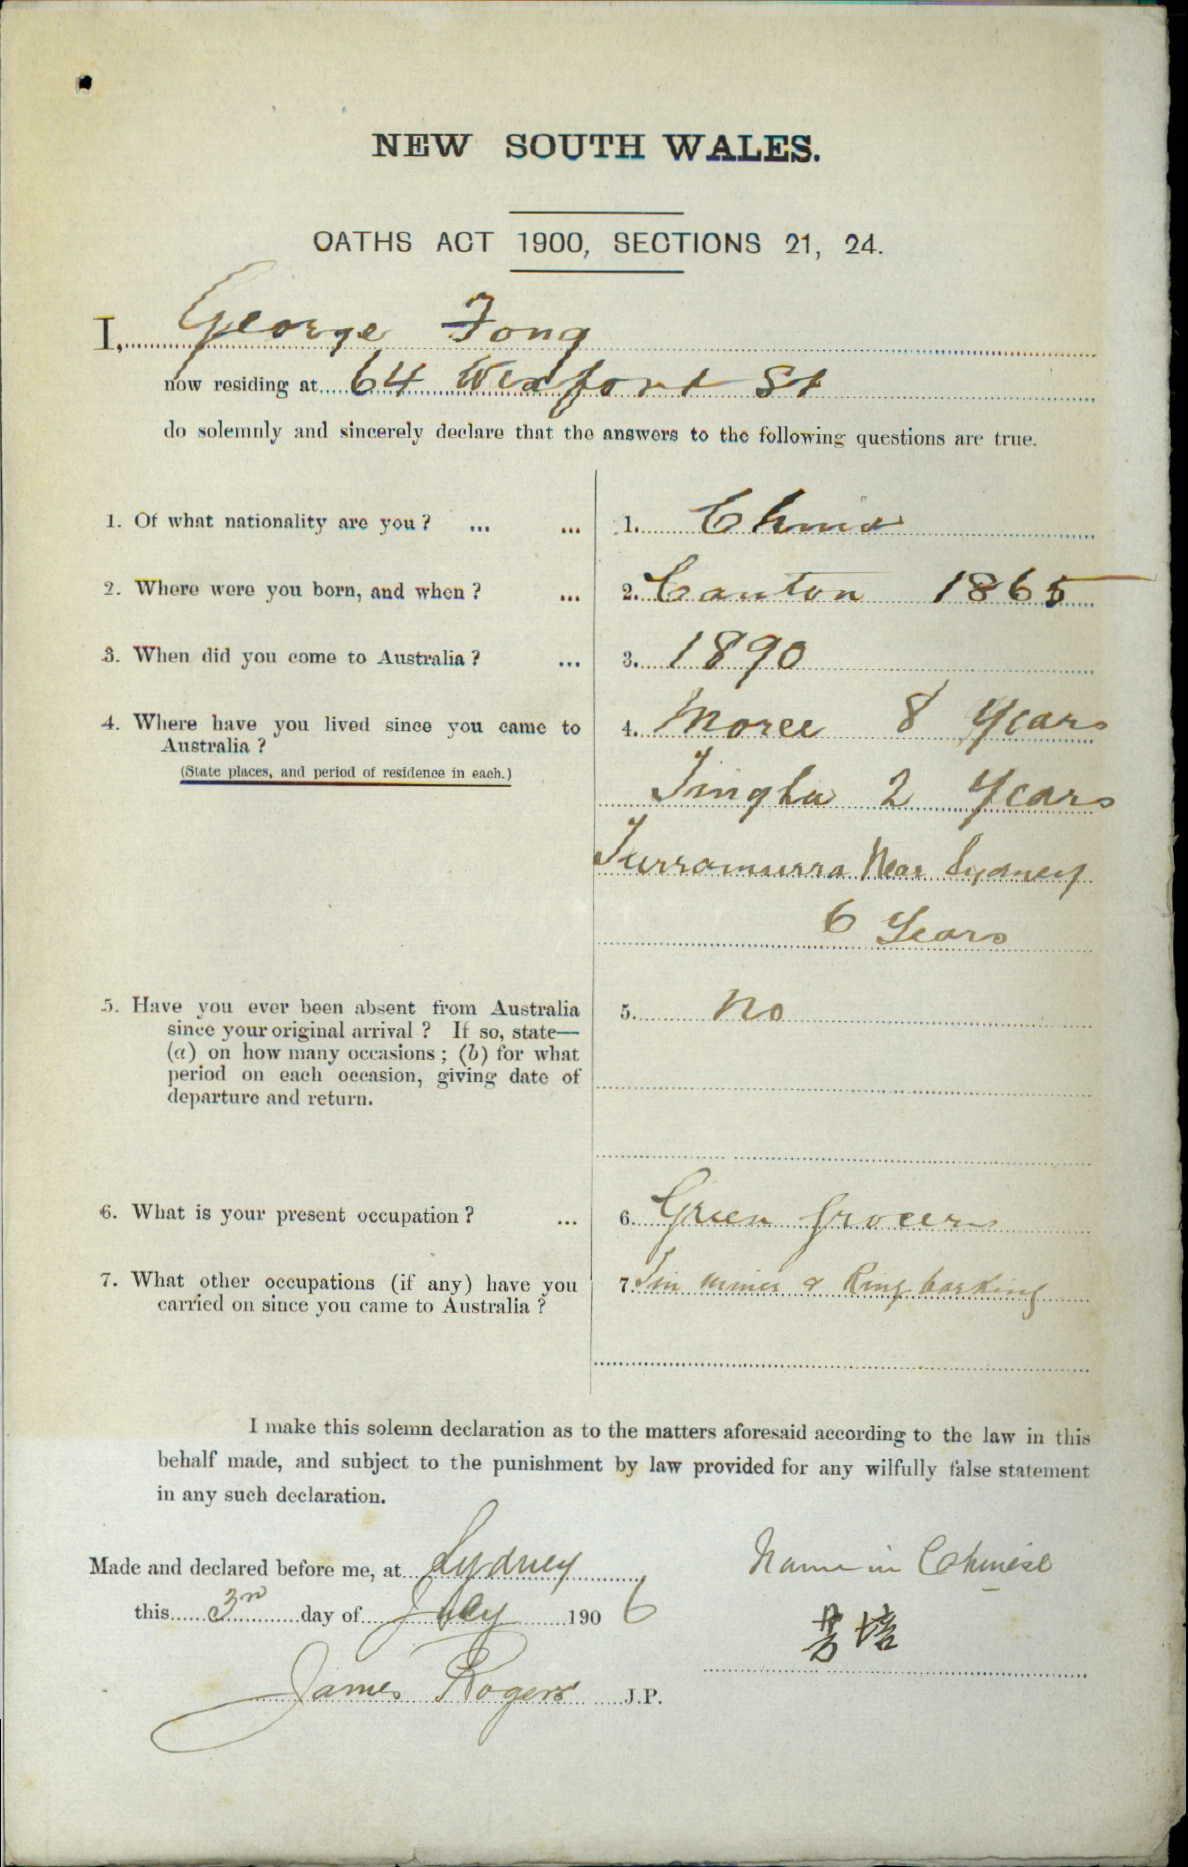 NEW SOUTH WALES.
OATHS ACT 1900, SECTIONS 21, 24.
I, George Fong
now residing at 64 Wexfort St
do solemnly and sincerely declare that the answers to the following questions are true.
1. Of what nationality are you? ... ... 1. China
2. Where were you born, and when? ... 2. Canton 1865
3. When did you come to Australia? ... 3. 1890
4. Where have you lived since you came to 4. Moree 8 Years
Australia?
(State places, and period of residence in each.)
Tingha 2 Years
Turramurra Near Sydney
6 Years
5. Have you ever been absent from Australia 5. No
since your original arrival? If so, state—
(a) on how many occasions; (b) for what
period on each occasion, giving date of
departure and return.
6. What is your present occupation? ... 6. Green Grocers
7. What other occupations (if any) have you 7. Tin miner & Ring barking
carried on since you came to Australia?
I make this solemn declaration as to the matters aforesaid according to the law in this
behalf made, and subject to the punishment by law provided for any wilfully false statement
in any such declaration.
Made and declared before me, at Sydney
Name in Chinese
this 3rd day of July 1906
芳培
James Rogers J.P.